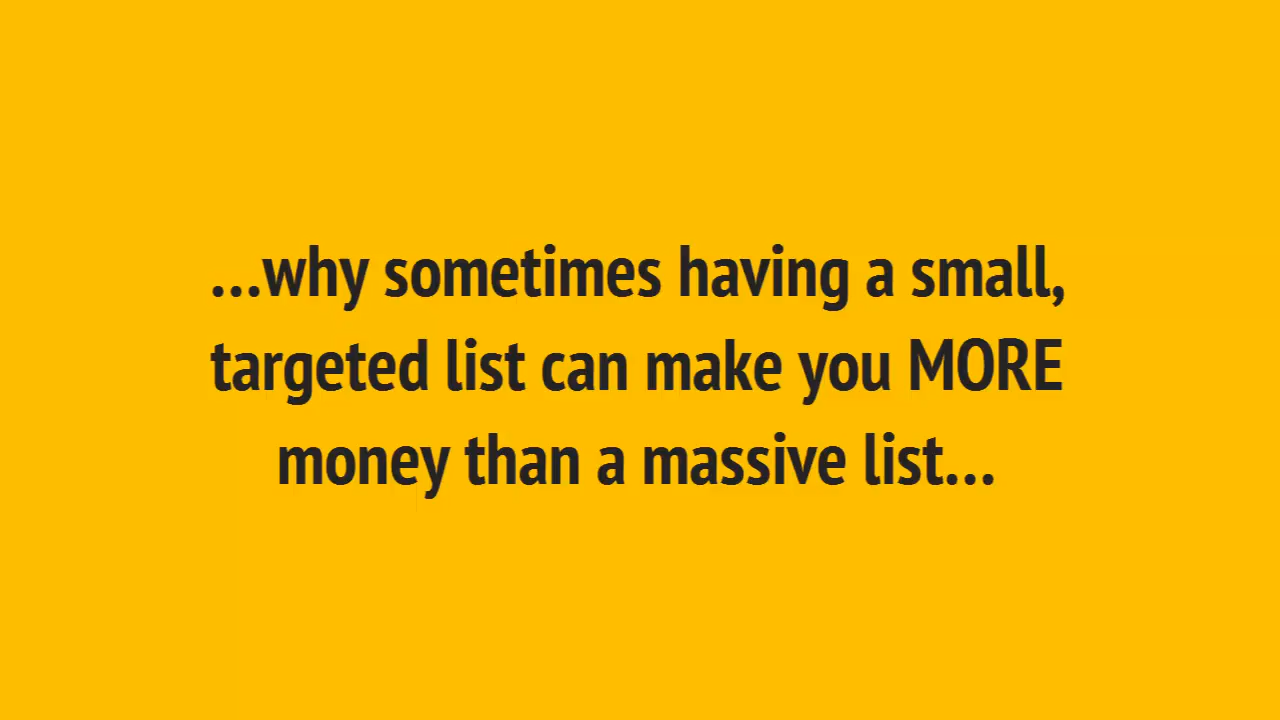 ...why sometimes having a small,
targeted list can make you MORE
money than a massive list...